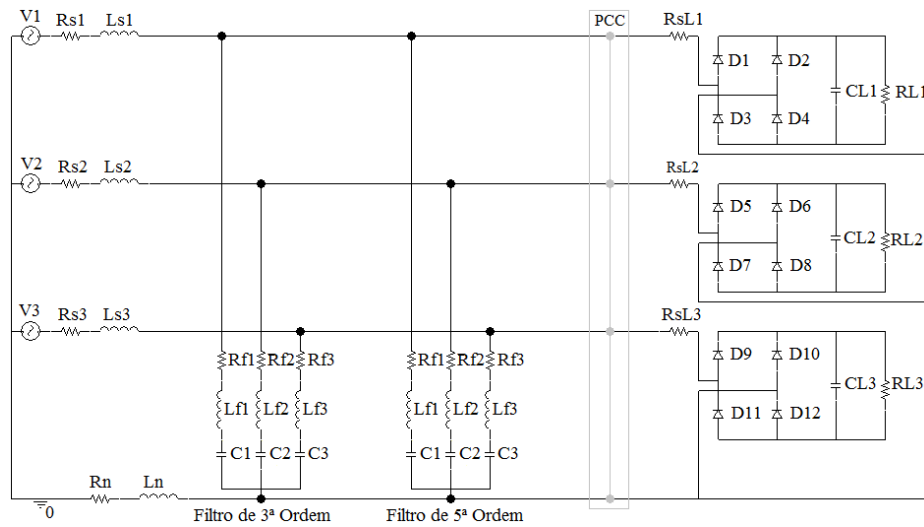 V1
Rs1 Ls1
PCC
RsL1
D1 D2
CL1 RL1
D3 D4
V2
Rs2 Ls2
RsL2
D5 D6
CL2 RL2
D7 D8
V3
Rs3 Ls3
RsL3
D9 D10
CL3 RL3
D11 D12
Rf1 Rf2 Rf3
Rf1 Rf2 Rf3
Lf1 Lf2 Lf3
Lf1 Lf2 Lf3
C1 C2 C3
C1 C2 C3
Rn Ln
0
Filtro de 3ª Ordem
Filtro de 5ª Ordem